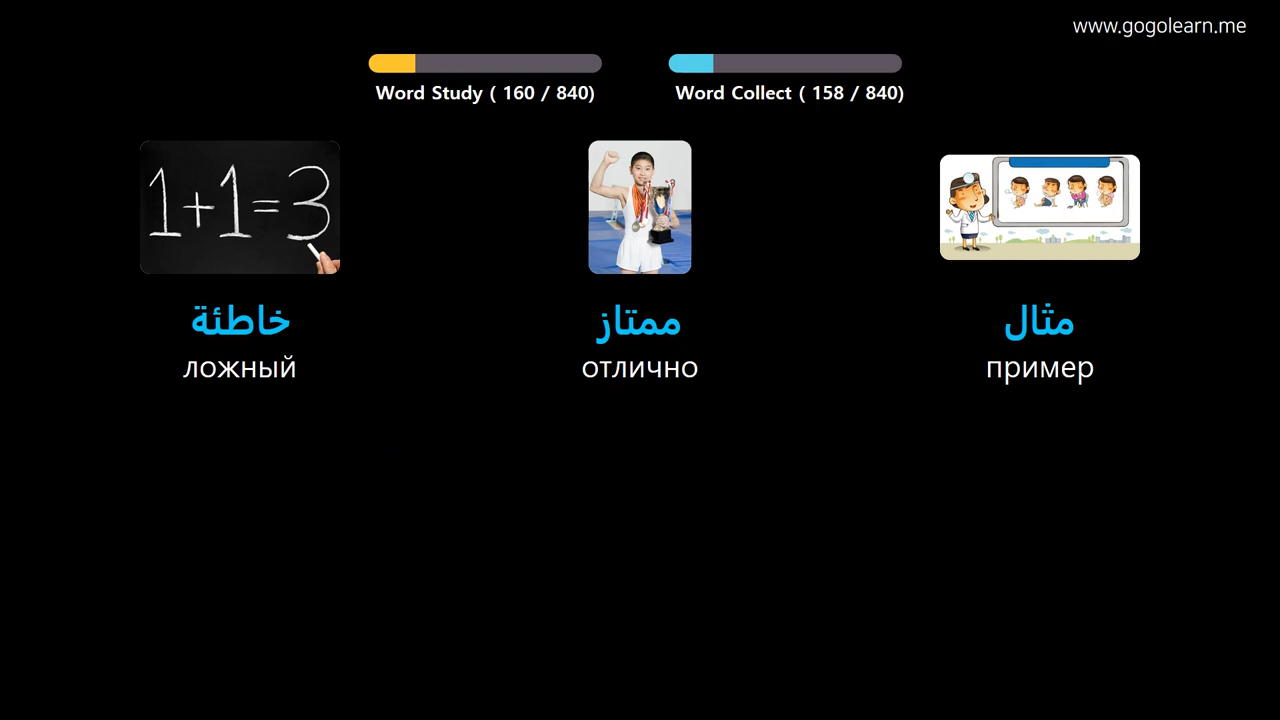 www.gogolearn.me
Word Study ( 160 / 840)
Word Collect ( 158 / 840)
1+1=3
خاطئة
ложный
ممتاز
отлично
مثال
пример